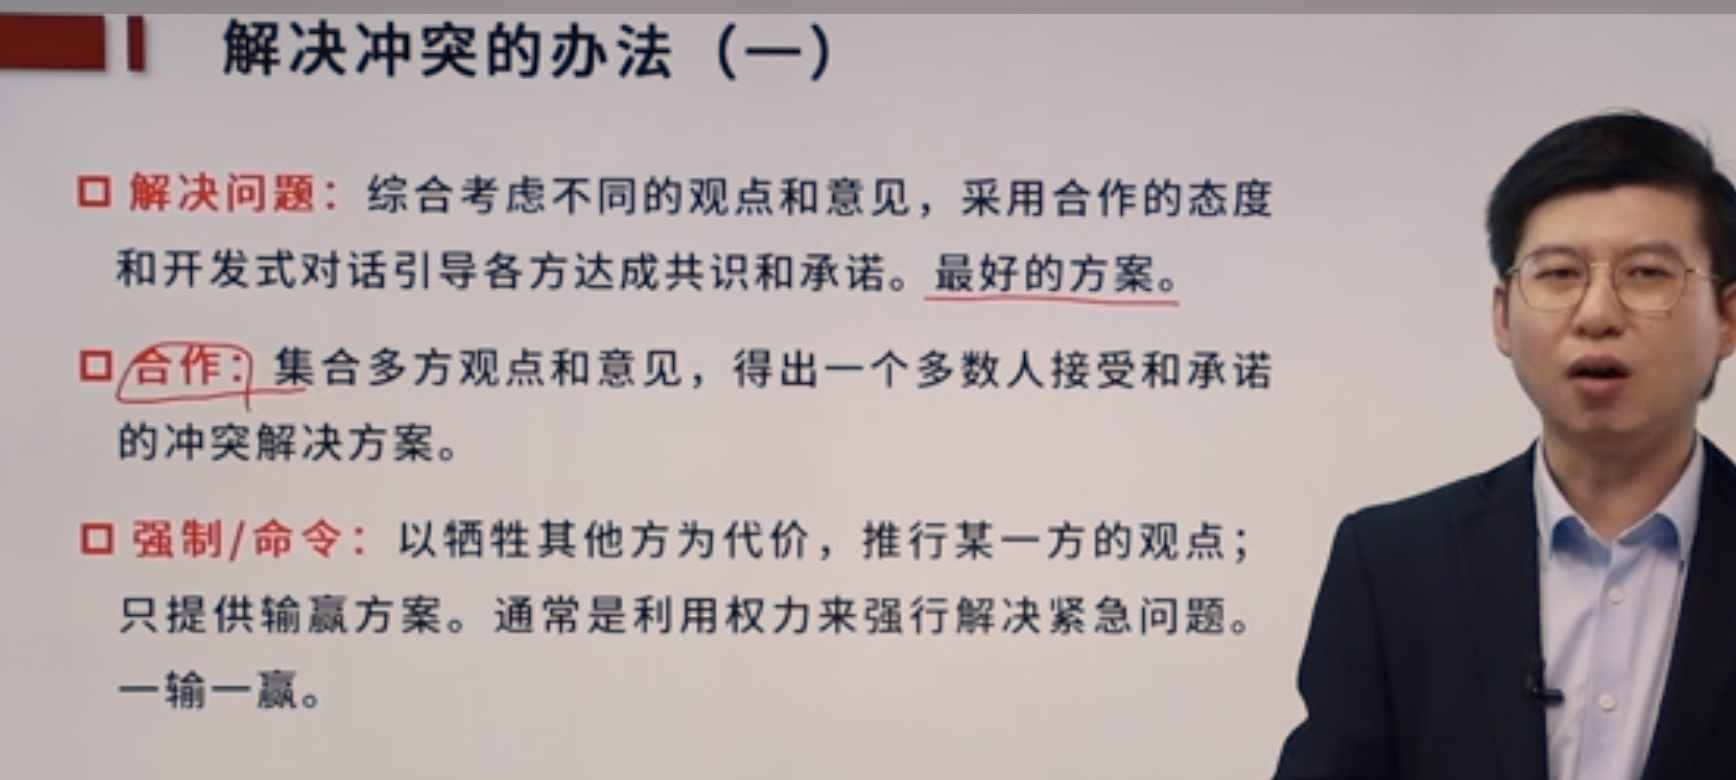 解决冲突的办法（一）
解决问题：综合考虑不同的观点和意见，采用合作的态度
和开发式对话引导各方达成共识和承诺。最好的方案。
合作：集合多方观点和意见，得出一个多数人接受和承诺
的冲突解决方案。
强制/命令：以牺牲其他方为代价，推行某一方的观点；
只提供输赢方案。通常是利用权力来强行解决紧急问题。
一输一赢。